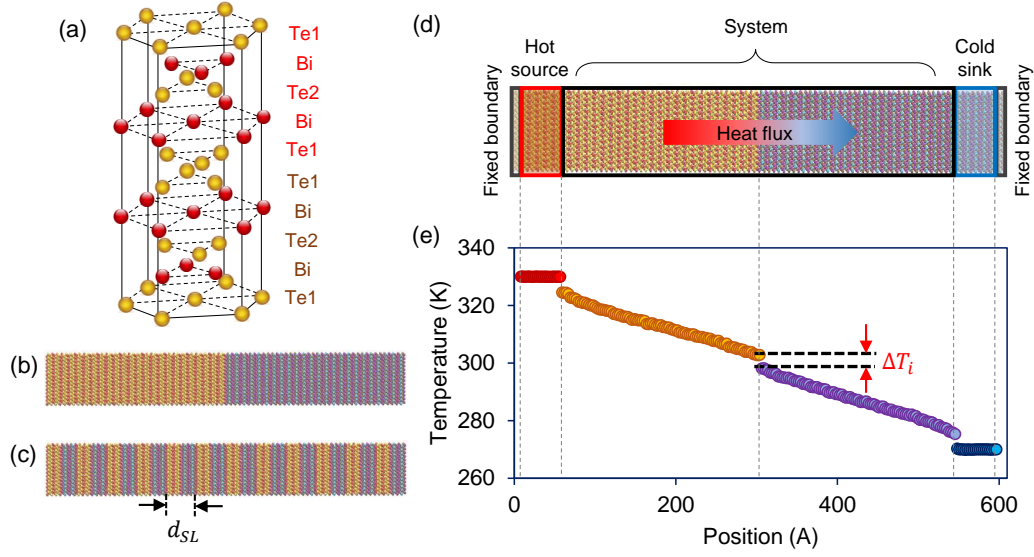 (a)
Te1
Bi
Te2
Bi
Te1
Te1
Bi
Te2
Bi
Te1
(b)
(c)
d_SL
(d)
System
Hot source
Cold sink
Fixed boundary
Heat flux
Fixed boundary
(e)
340
320
300
280
260
Temperature (K)
ΔT_i
0
200
400
600
Position (A)